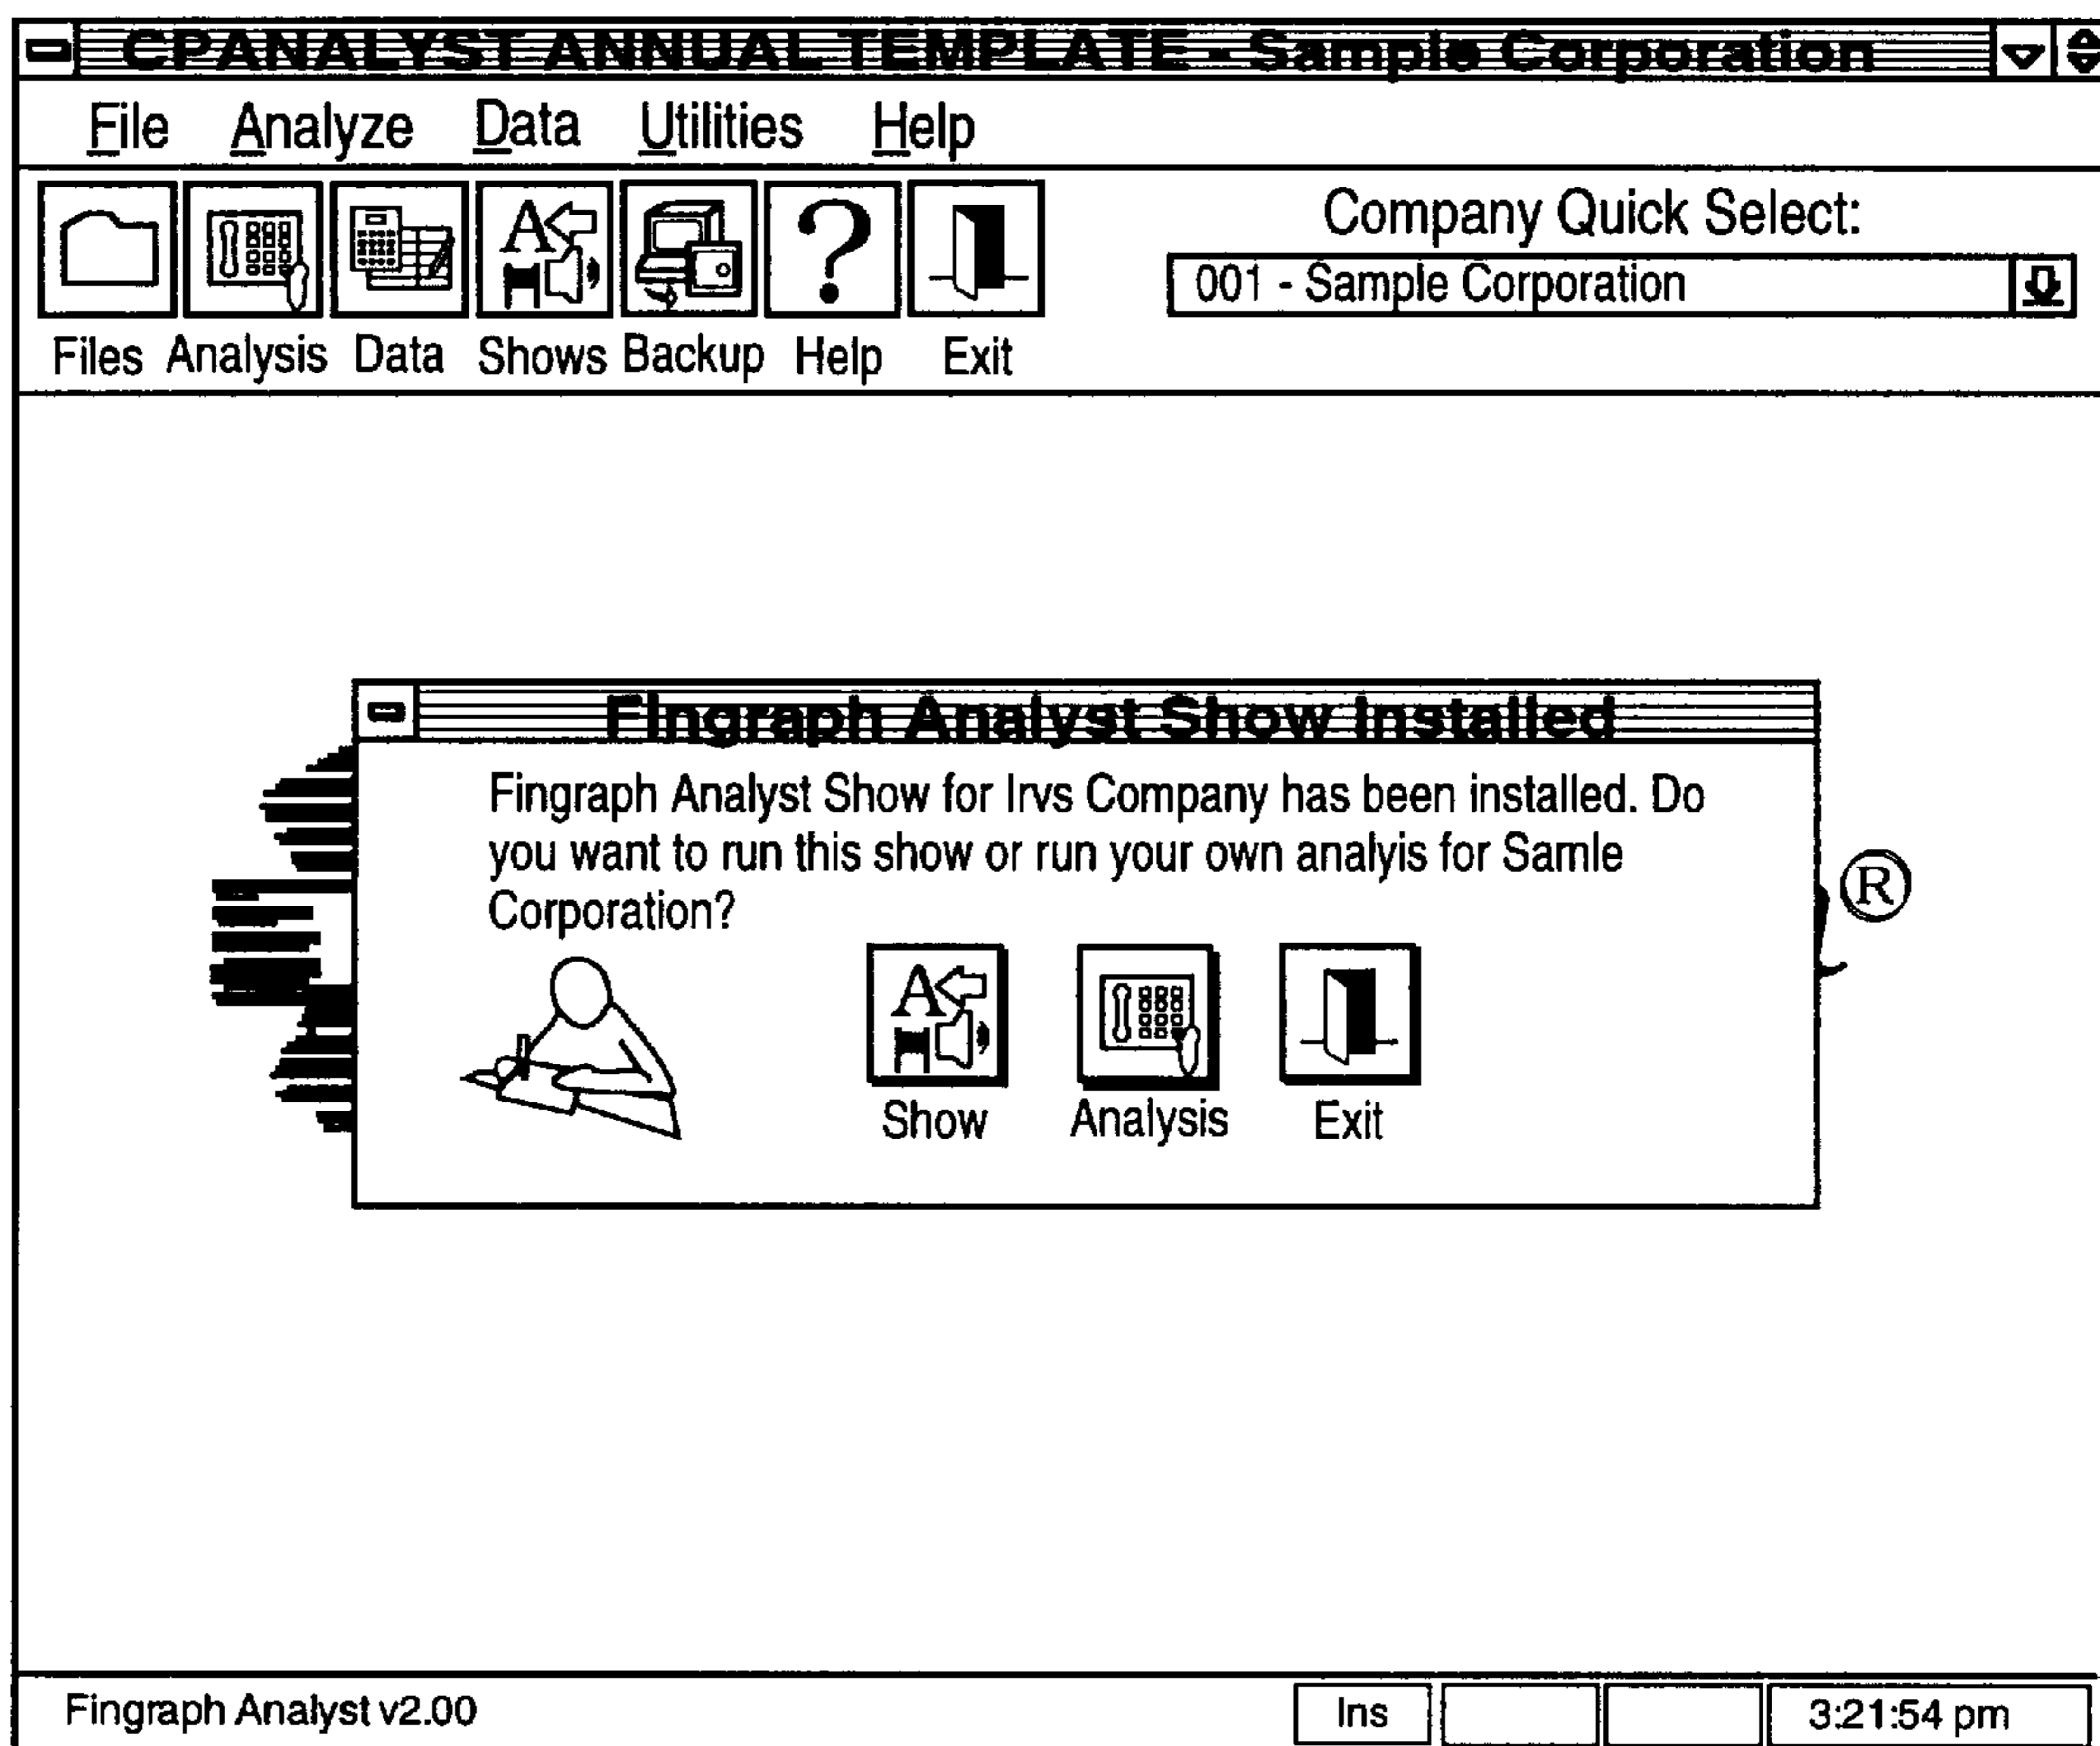 CPANALYST ANNUAL TEMPLATE - Sample Corporation
File Analyze Data Utilities Help
Company Quick Select:
001 - Sample Corporation
Files Analysis Data Shows Backup Help Exit
Fingraph Analyst Show Installed
Fingraph Analyst Show for Irvs Company has been installed. Do
you want to run this show or run your own analyis for Samle
Corporation?
®
Show Analysis Exit
Fingraph Analyst v2.00 Ins 3:21:54 pm